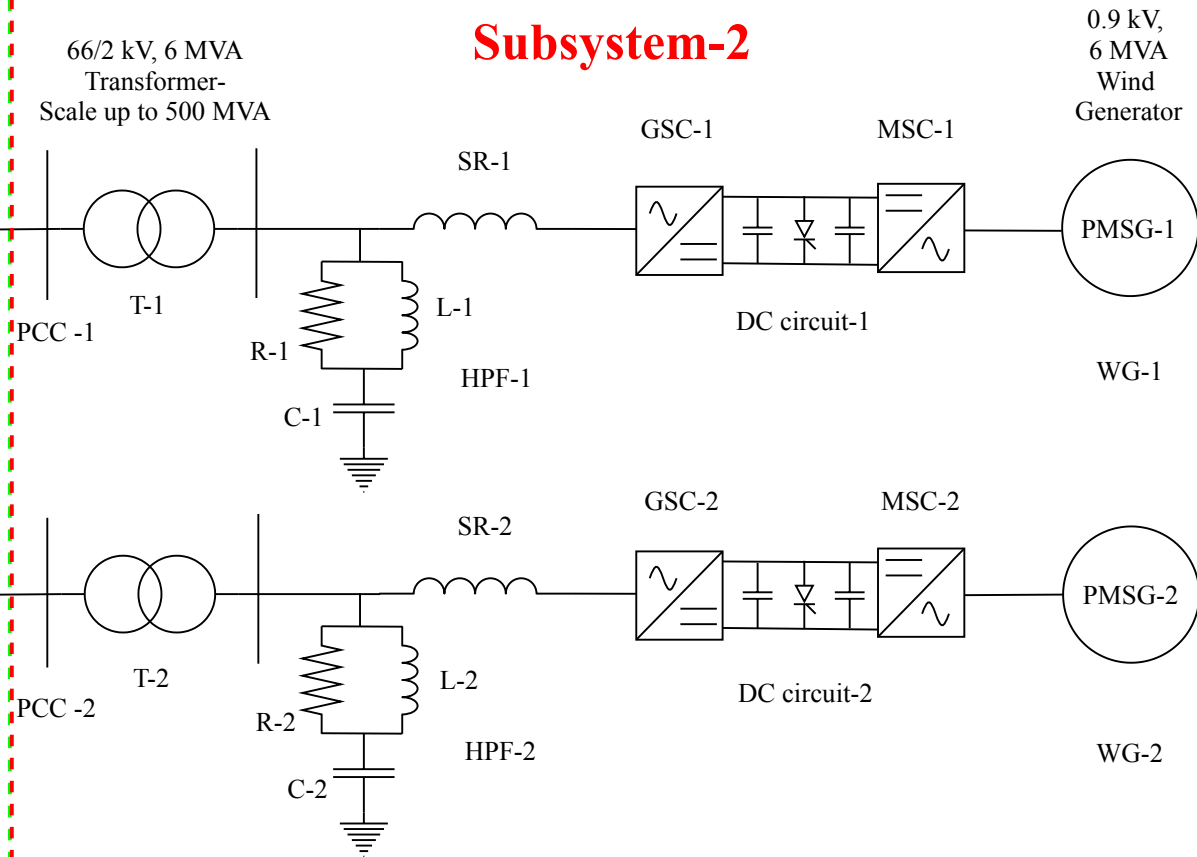 Subsystem-2
66/2 kV, 6 MVA
Transformer-
Scale up to 500 MVA
0.9 kV,
6 MVA
Wind
Generator
GSC-1
MSC-1
SR-1
PMSG-1
T-1
L-1
DC circuit-1
PCC -1
R-1
HPF-1
WG-1
C-1
GSC-2
MSC-2
SR-2
PMSG-2
T-2
L-2
DC circuit-2
PCC -2
R-2
HPF-2
WG-2
C-2